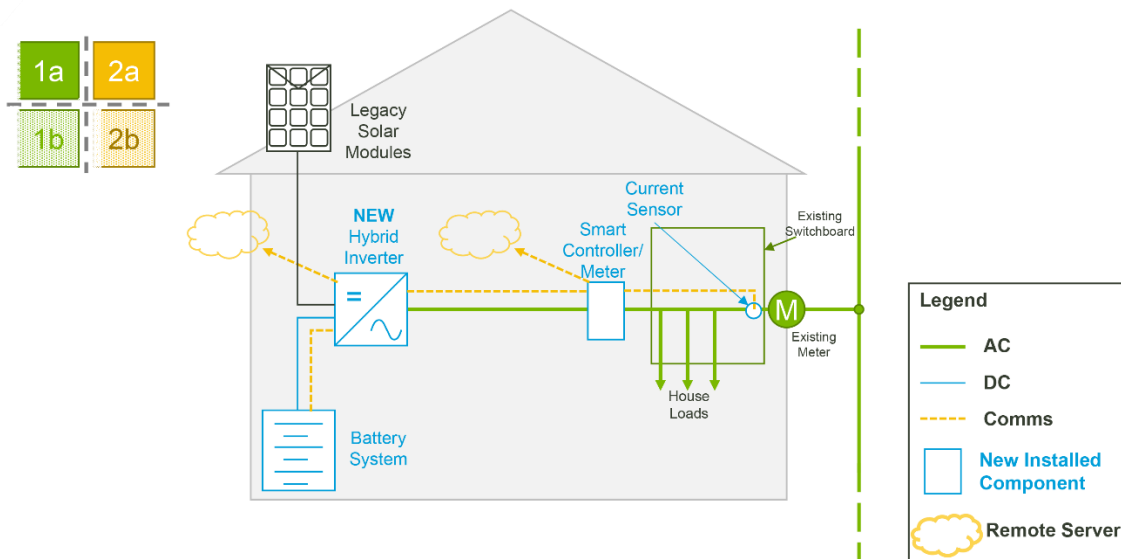 1a
2a
1b
2b
Legacy
Solar
Modules
NEW
Hybrid
Inverter
Current
Sensor
Smart
Controller/
Meter
Existing
Switchboard
M
Existing
Meter
House
Loads
Battery
System
Legend
AC
DC
Comms
New Installed
Component
Remote Server